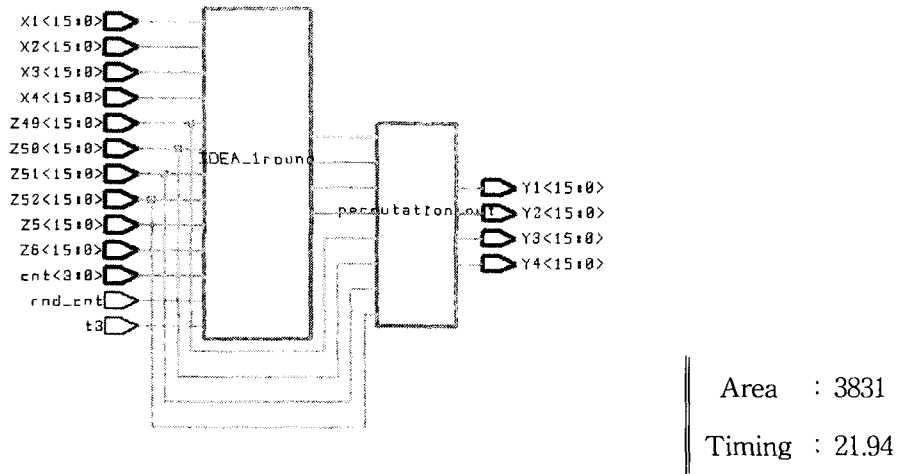 X1<15:0>
X2<15:0>
X3<15:0>
X4<15:0>
Z49<15:0>
Z50<15:0>
Z51<15:0>
Z52<15:0>
Z5<15:0>
Z6<15:0>
cnt<3:0>
rnd_cnt
t3
IDEA_1round
permutation_out
Y1<15:0>
Y2<15:0>
Y3<15:0>
Y4<15:0>
Area : 3831
Timing : 21.94